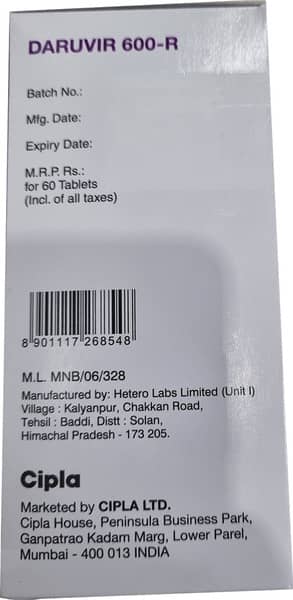 DARUVIR 600-R
Batch No.:
Mfg. Date:
Expiry Date:
M.R.P. Rs.:
for 60 Tablets
(Incl. of all taxes)
8 901117 268548
M.L. MNB/06/328
Manufactured by: Hetero Labs Limited (Unit I)
Village : Kalyanpur, Chakkan Road,
Tehsil : Baddi, Distt : Solan,
Himachal Pradesh - 173 205.
Cipla
Marketed by CIPLA LTD.
Cipla House, Peninsula Business Park,
Ganpatrao Kadam Marg, Lower Parel,
Mumbai - 400 013 INDIA